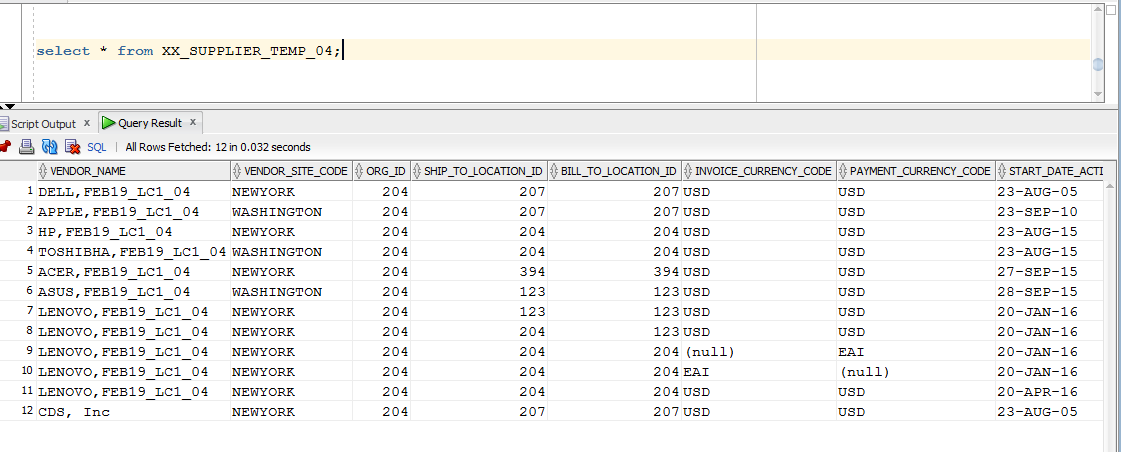 select * from XX_SUPPLIER_TEMP_04;
Script Output x Query Result x
SQL | All Rows Fetched: 12 in 0.032 seconds
VENDOR_NAME VENDOR_SITE_CODE ORG_ID SHIP_TO_LOCATION_ID BILL_TO_LOCATION_ID INVOICE_CURRENCY_CODE PAYMENT_CURRENCY_CODE START_DATE_ACTI
1 DELL,FEB19_LC1_04 NEWYORK 204 207 207 USD USD 23-AUG-05
2 APPLE,FEB19_LC1_04 WASHINGTON 204 207 207 USD USD 23-SEP-10
3 HP,FEB19_LC1_04 NEWYORK 204 204 204 USD USD 23-AUG-15
4 TOSHIBHA,FEB19_LC1_04 WASHINGTON 204 204 204 USD USD 23-AUG-15
5 ACER,FEB19_LC1_04 NEWYORK 204 394 394 USD USD 27-SEP-15
6 ASUS,FEB19_LC1_04 WASHINGTON 204 123 123 USD USD 28-SEP-15
7 LENOVO,FEB19_LC1_04 NEWYORK 204 123 123 USD USD 20-JAN-16
8 LENOVO,FEB19_LC1_04 NEWYORK 204 204 123 USD USD 20-JAN-16
9 LENOVO,FEB19_LC1_04 NEWYORK 204 204 204 (null) EAI 20-JAN-16
10 LENOVO,FEB19_LC1_04 NEWYORK 204 204 204 EAI (null) 20-JAN-16
11 LENOVO,FEB19_LC1_04 NEWYORK 204 204 204 USD USD 20-APR-16
12 CDS, Inc NEWYORK 204 207 207 USD USD 23-AUG-05